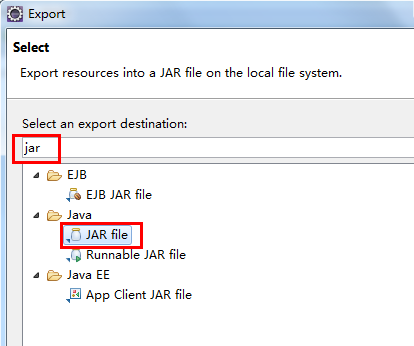 Export
Select
Export resources into a JAR file on the local file system.
Select an export destination:
jar
EJB
EJB JAR file
Java
JAR file
Runnable JAR file
Java EE
App Client JAR file